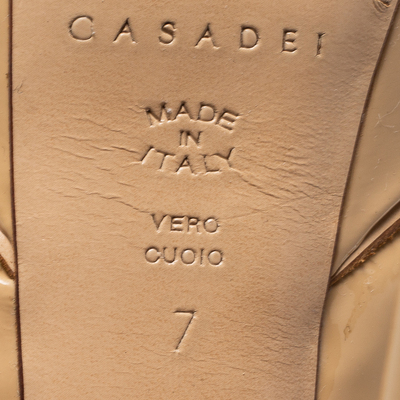 CASADEI
MADE
IN
ITALY
VERO
CUOIO
7